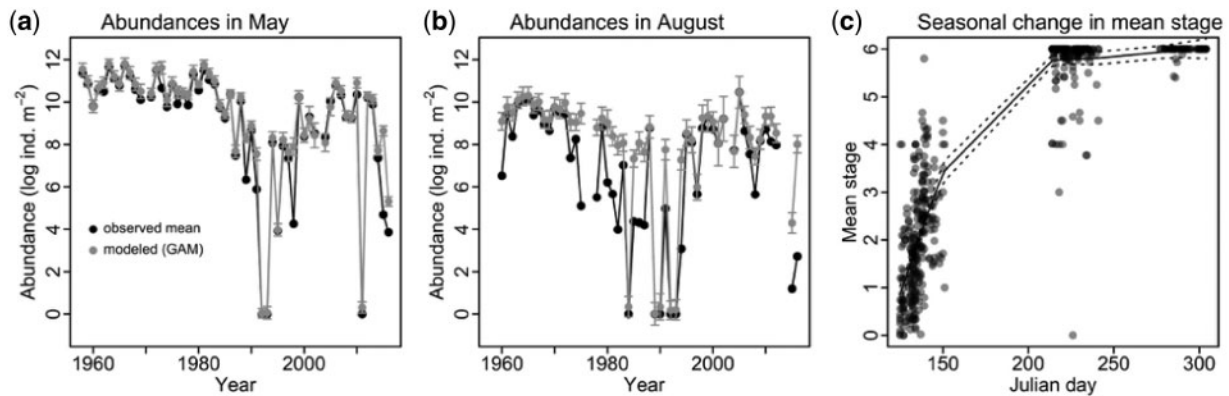 (a) Abundances in May
Abundance (log ind. m⁻²)
12
10
8
6
4
2
0
observed mean
modeled (GAM)
1960 1980 2000
Year
(b) Abundances in August
Abundance (log ind. m⁻²)
12
10
8
6
4
2
0
1960 1980 2000
Year
(c) Seasonal change in mean stage
Mean stage
6
5
4
3
2
1
0
150 200 250 300
Julian day